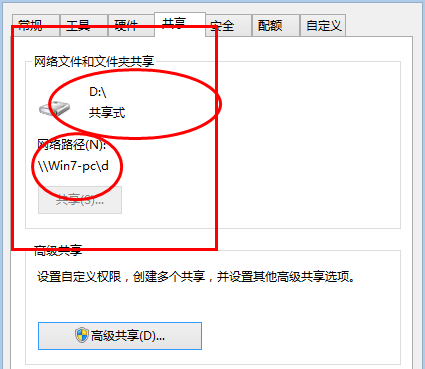 常规 工具 硬件 共享 安全 配额 自定义
网络文件和文件夹共享
D:\
共享式
网络路径(N):
\\Win7-pc\d
共享(S)...
高级共享
设置自定义权限，创建多个共享，并设置其他高级共享选项。
高级共享(D)...